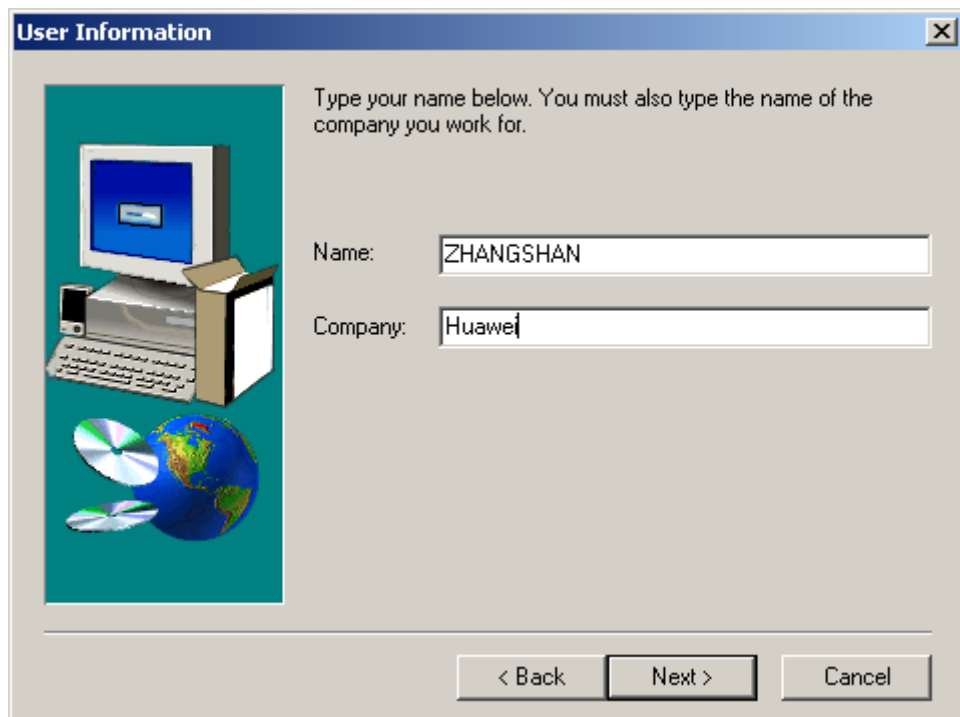 User Information
Type your name below. You must also type the name of the
company you work for.
Name: ZHANGSHAN
Company: Huawei
< Back Next > Cancel